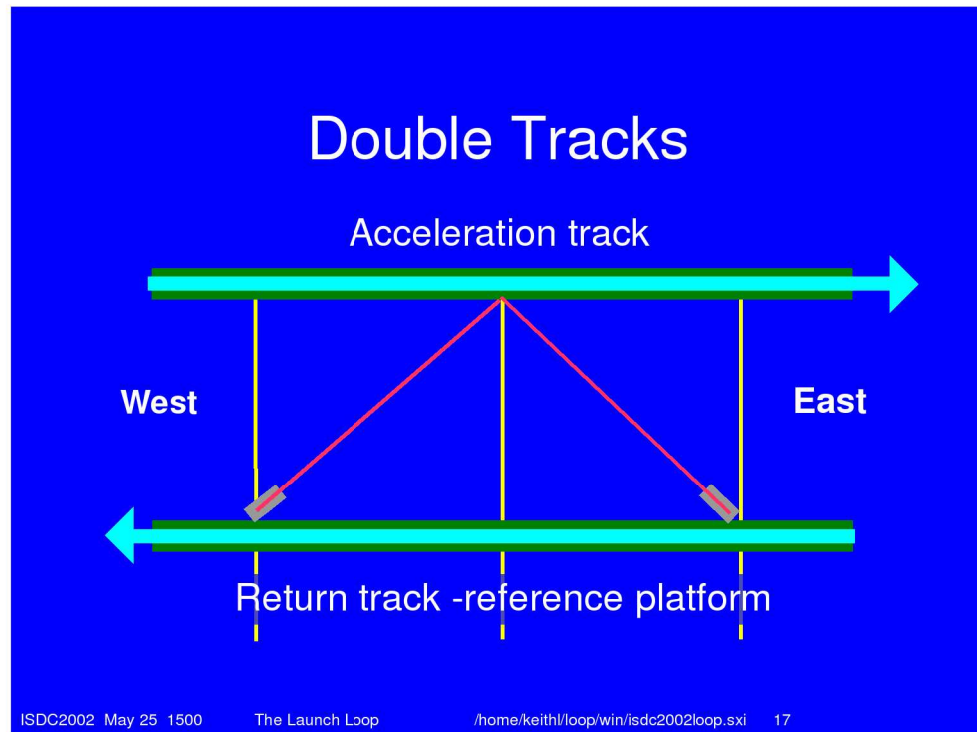 Double Tracks
Acceleration track
West
East
Return track -reference platform
ISDC2002 May 25 1500 The Launch Loop /home/keithl/loop/win/isdc2002loop.sxi 17